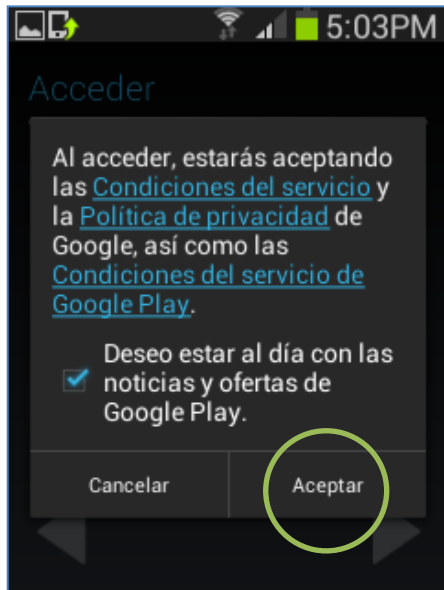 5:03PM
Acceder
Al acceder, estarás aceptando
las Condiciones del servicio y
la Política de privacidad de
Google, así como las
Condiciones del servicio de
Google Play.
Deseo estar al día con las
noticias y ofertas de
Google Play.
Cancelar
Aceptar